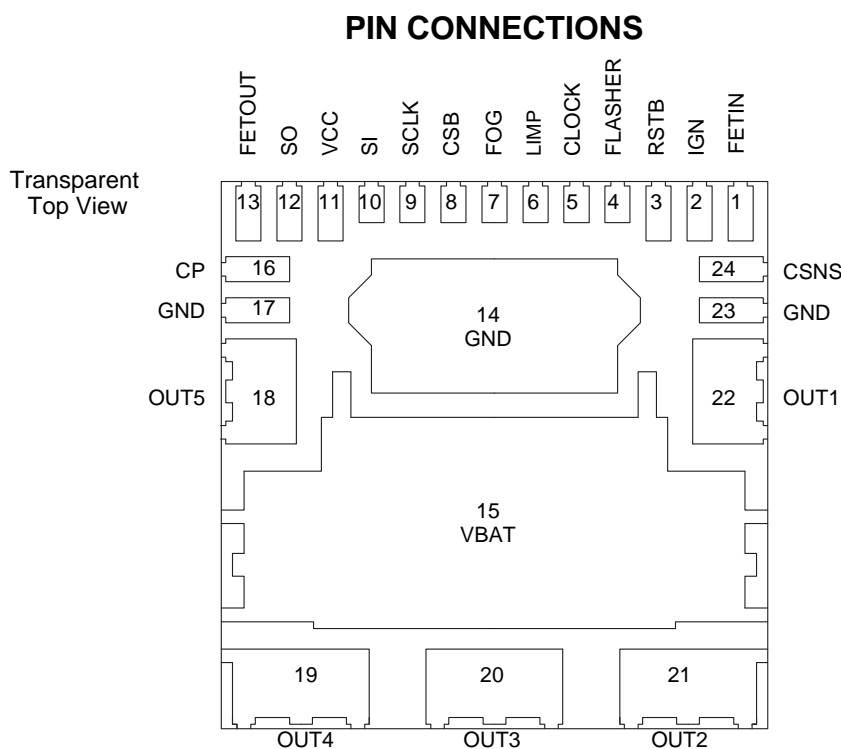 PIN CONNECTIONS
FETOUT
SO
VCC
SI
SCLK
CSB
FOG
LIMP
CLOCK
FLASHER
RSTB
IGN
FETIN
Transparent
Top View
13 12 11 10 9 8 7 6 5 4 3 2 1
CP 16 24 CSNS
GND 17 23 GND
14
GND
OUT5 18 22 OUT1
15
VBAT
19 20 21
OUT4 OUT3 OUT2